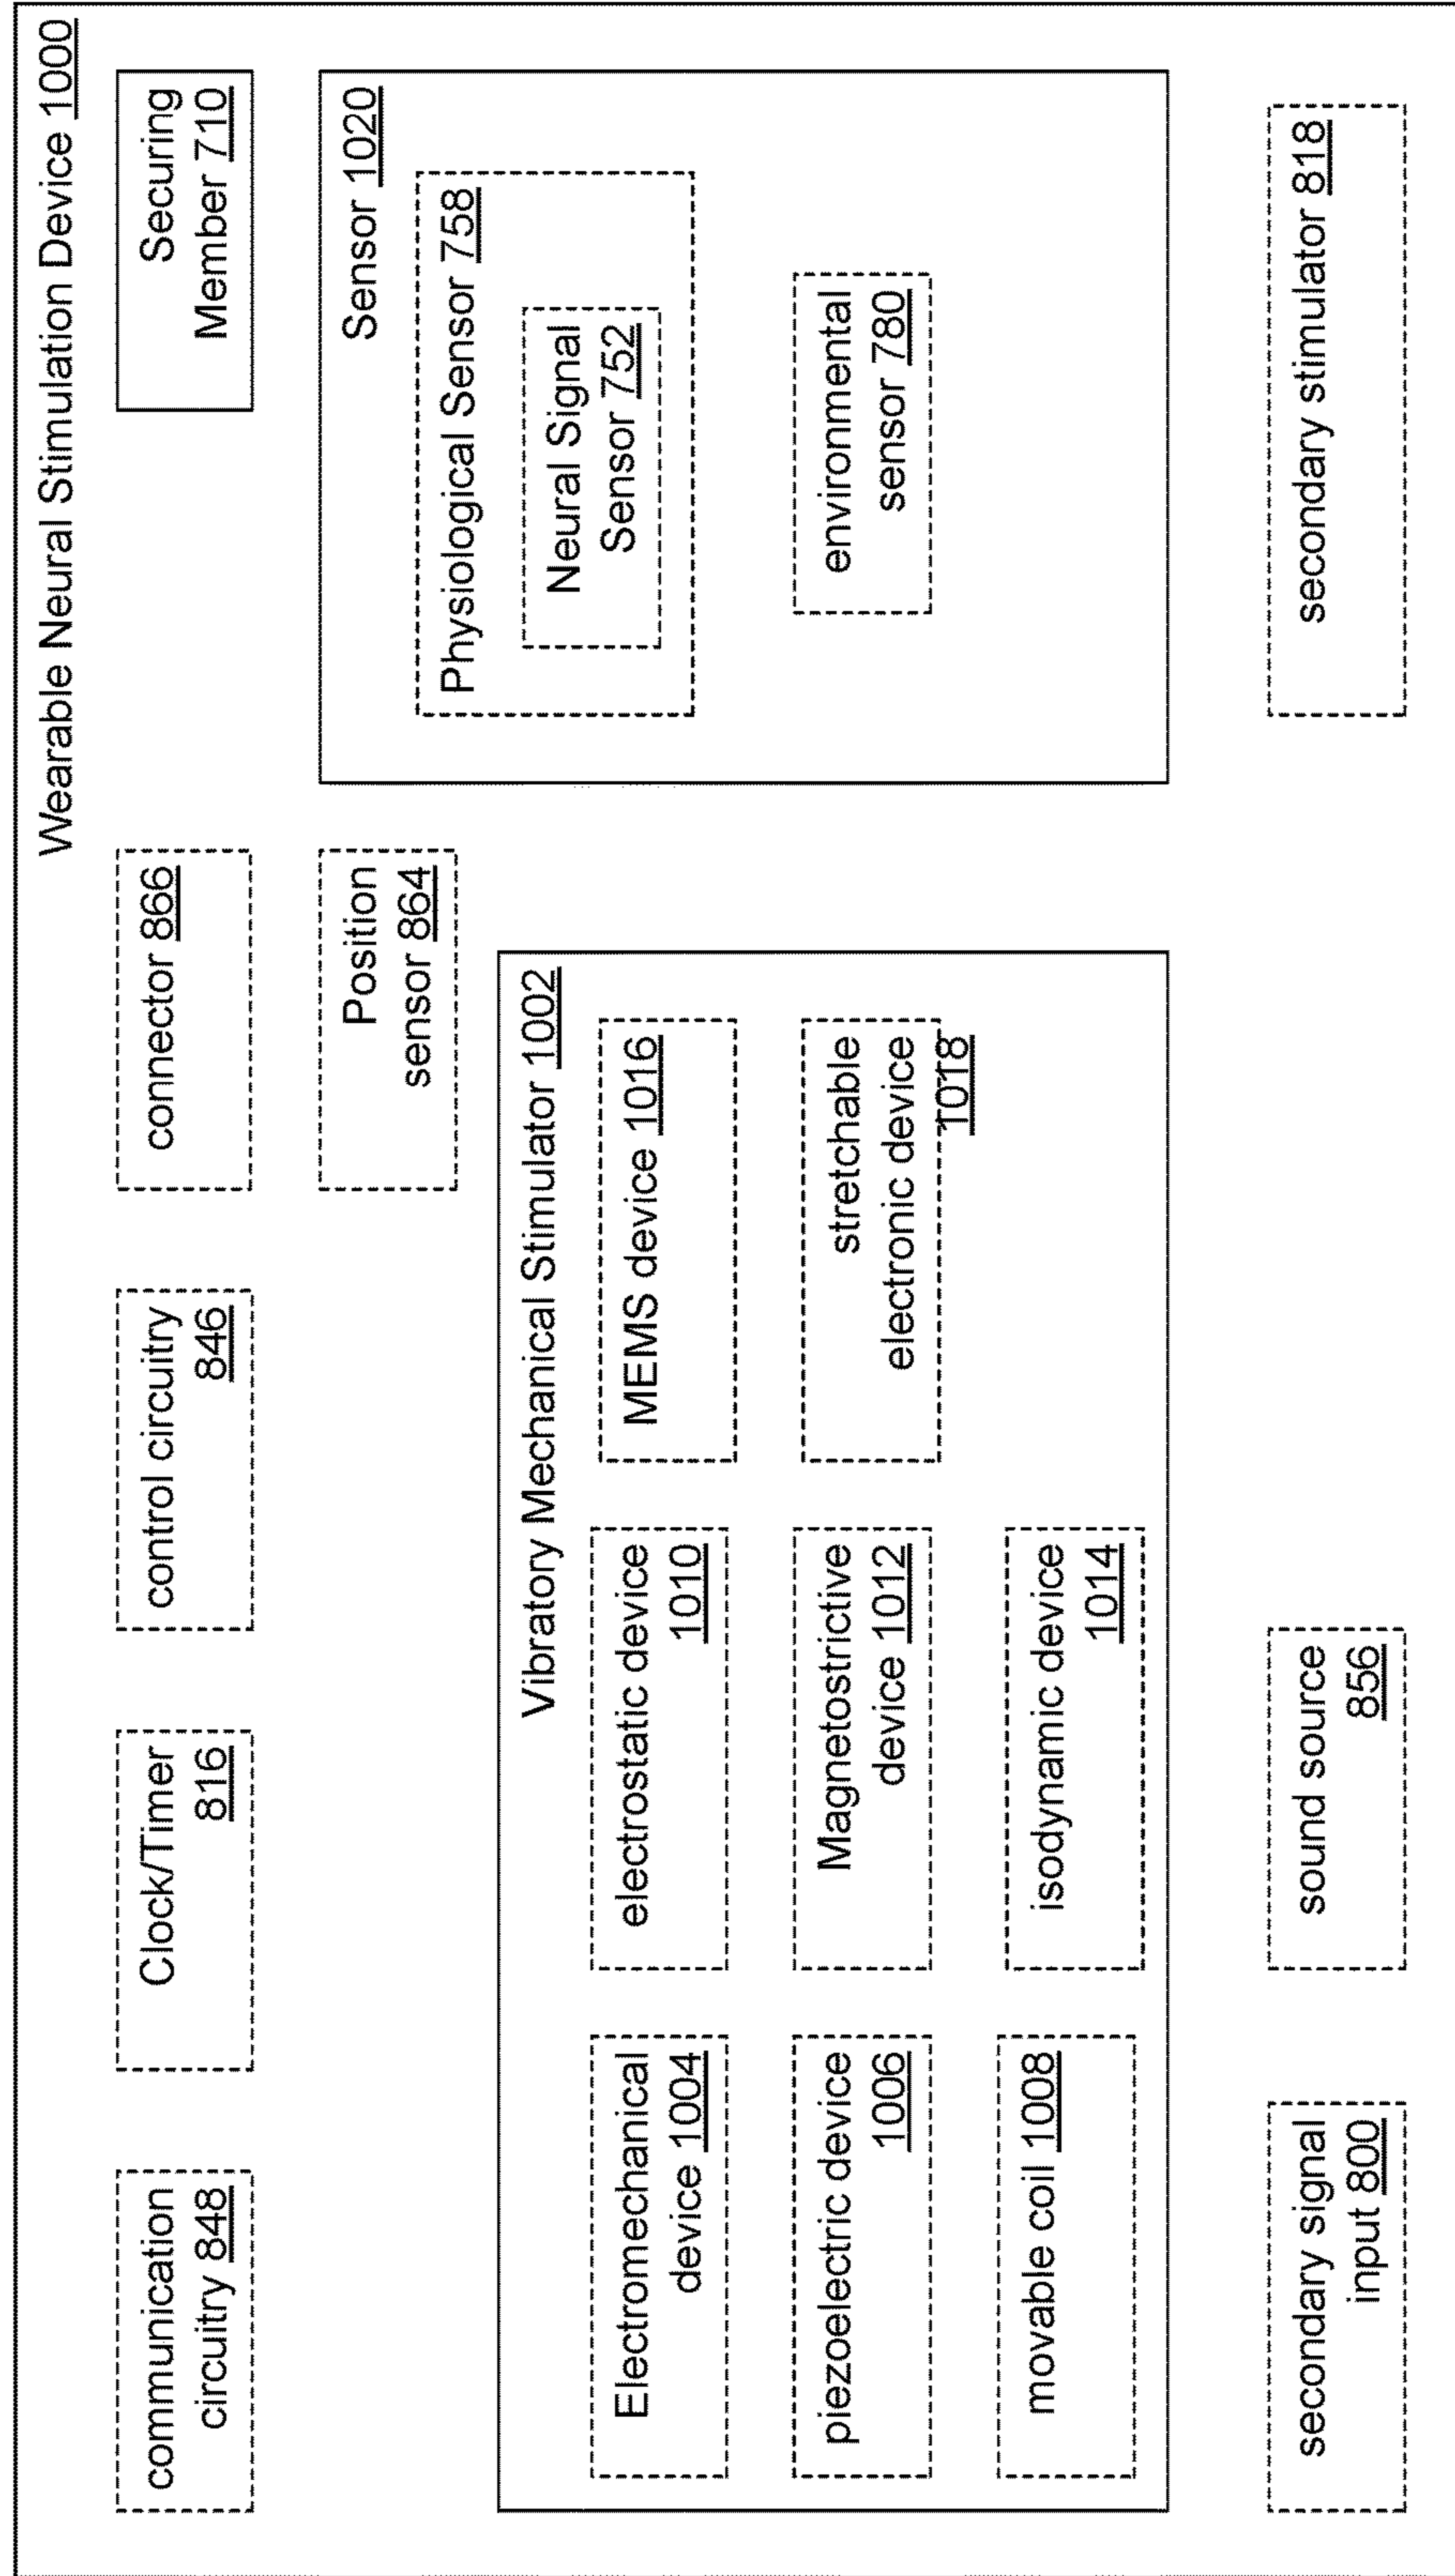 Wearable Neural Stimulation Device 1000
communication
circuitry 848
Clock/Timer
816
control circuitry
846
connector 866
Securing
Member 710
Position
sensor 864
Sensor 1020
Physiological Sensor 758
Neural Signal
Sensor 752
environmental
sensor 780
Vibratory Mechanical Stimulator 1002
Electromechanical
device 1004
electrostatic device
1010
MEMS device 1016
piezoelectric device
1006
Magnetostrictive
device 1012
stretchable
electronic device
1018
movable coil 1008
isodynamic device
1014
secondary signal
input 800
sound source
856
secondary stimulator 818